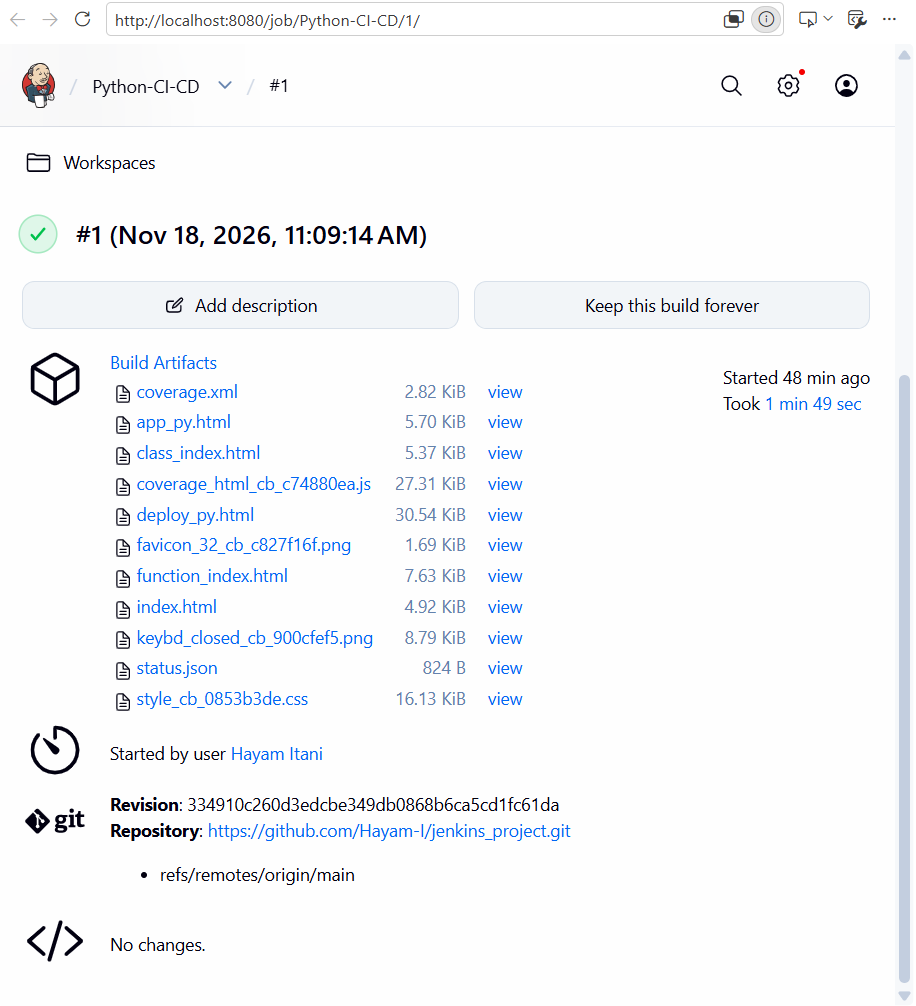 http://localhost:8080/job/Python-CI-CD/1/
/ Python-CI-CD / #1
Workspaces
#1 (Nov 18, 2026, 11:09:14 AM)
Add description
Keep this build forever
Build Artifacts
Started 48 min ago
Took 1 min 49 sec
coverage.xml 2.82 KiB view
app_py.html 5.70 KiB view
class_index.html 5.37 KiB view
coverage_html_cb_c74880ea.js 27.31 KiB view
deploy_py.html 30.54 KiB view
favicon_32_cb_c827f16f.png 1.69 KiB view
function_index.html 7.63 KiB view
index.html 4.92 KiB view
keybd_closed_cb_900cfef5.png 8.79 KiB view
status.json 824 B view
style_cb_0853b3de.css 16.13 KiB view
Started by user Hayam Itani
git
Revision: 334910c260d3edcbe349db0868b6ca5cd1fc61da
Repository: https://github.com/Hayam-I/jenkins_project.git
• refs/remotes/origin/main
No changes.